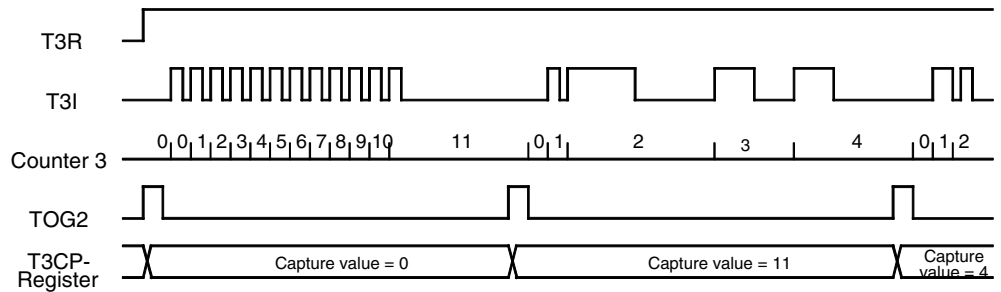 T3R
T3I
0 0 1 2 3 4 5 6 7 8 9 10 11 0 1 2 3 4 0 1 2
Counter 3
TOG2
T3CP-
Register
Capture value = 0
Capture value = 11
Capture
value = 4